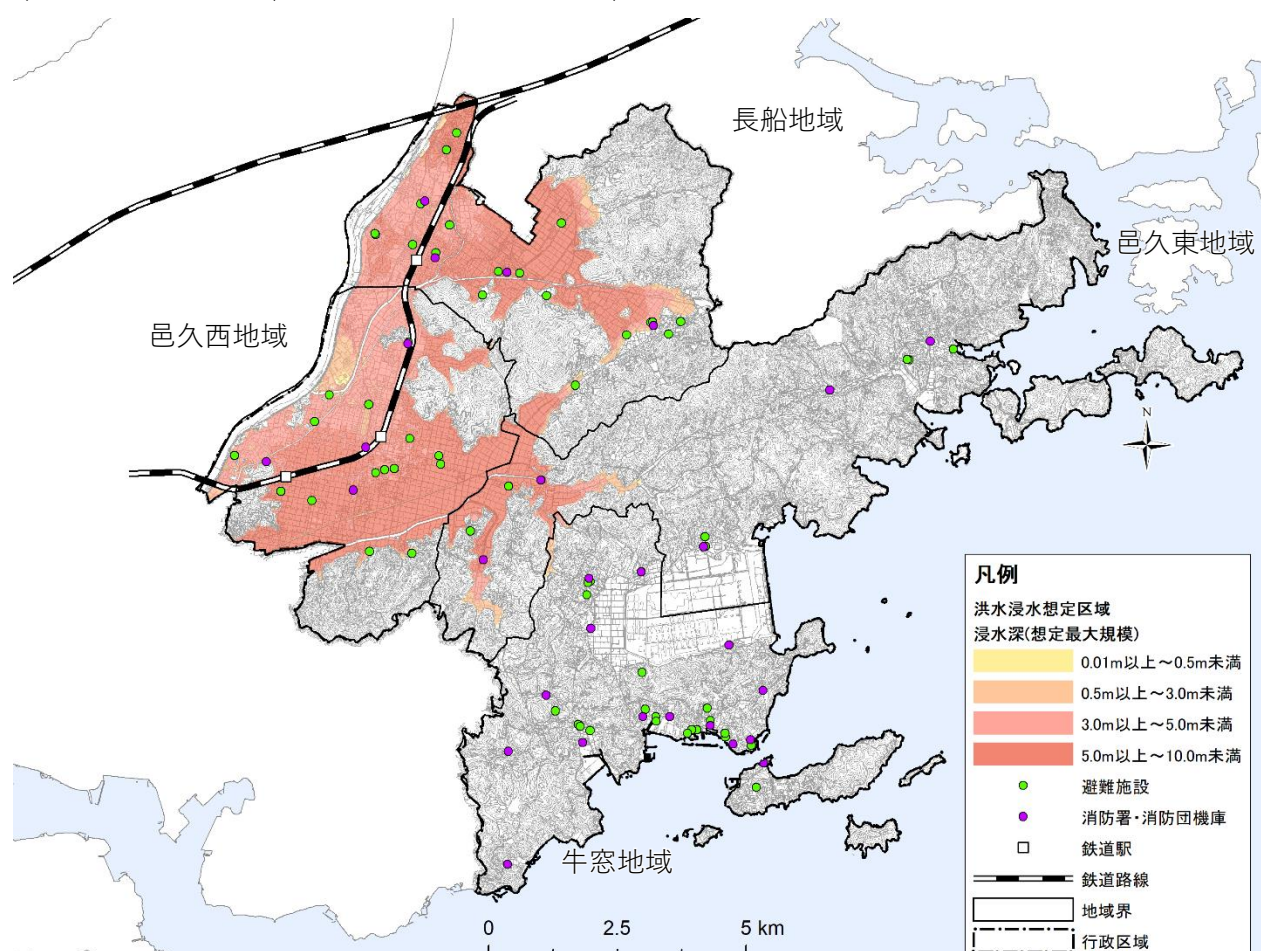 長船地域
邑久東地域
邑久西地域
N
牛窓地域
0 2.5 5 km
凡例
洪水浸水想定区域
浸水深(想定最大規模)
0.01m以上～0.5m未満
0.5m以上～3.0m未満
3.0m以上～5.0m未満
5.0m以上～10.0m未満
避難施設
消防署・消防団機庫
鉄道駅
鉄道路線
地域界
行政区域